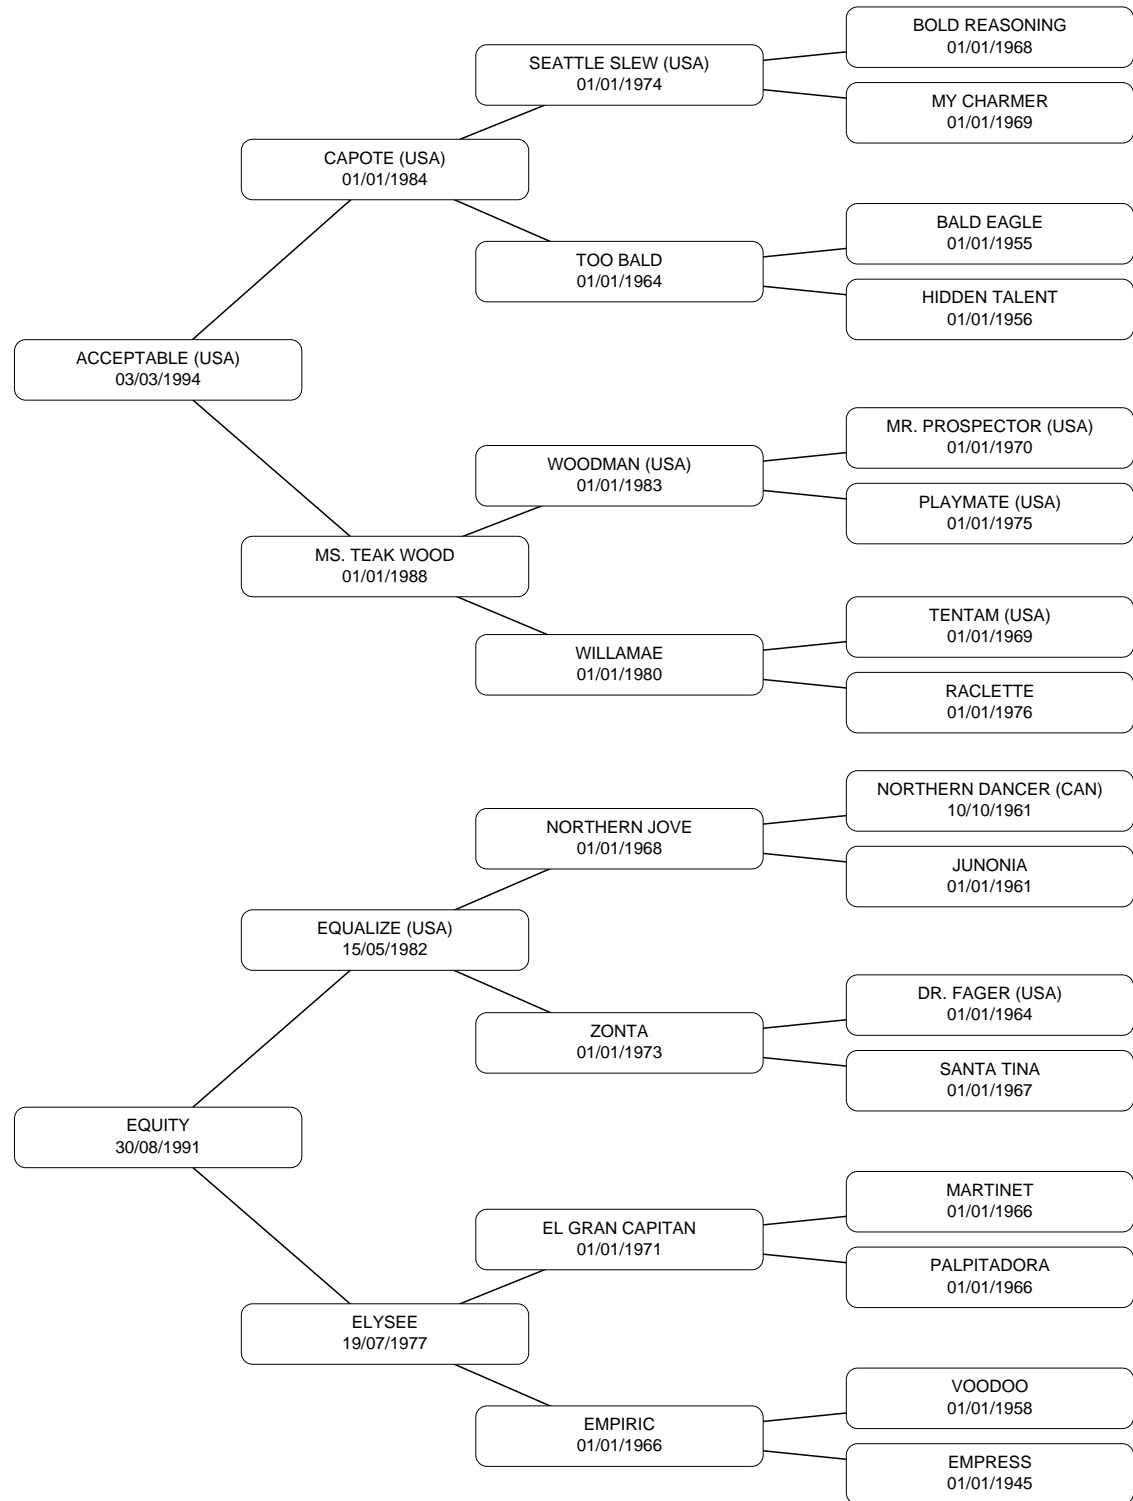 BOLD REASONING
01/01/1968
SEATTLE SLEW (USA)
01/01/1974
MY CHARMER
01/01/1969
CAPOTE (USA)
01/01/1984
BALD EAGLE
01/01/1955
TOO BALD
01/01/1964
HIDDEN TALENT
01/01/1956
ACCEPTABLE (USA)
03/03/1994
MR. PROSPECTOR (USA)
01/01/1970
WOODMAN (USA)
01/01/1983
PLAYMATE (USA)
01/01/1975
MS. TEAK WOOD
01/01/1988
TENTAM (USA)
01/01/1969
WILLAMAE
01/01/1980
RACLETTE
01/01/1976
NORTHERN DANCER (CAN)
10/10/1961
NORTHERN JOVE
01/01/1968
JUNONIA
01/01/1961
EQUALIZE (USA)
15/05/1982
DR. FAGER (USA)
01/01/1964
ZONTA
01/01/1973
SANTA TINA
01/01/1967
EQUITY
30/08/1991
MARTINET
01/01/1966
EL GRAN CAPITAN
01/01/1971
PALPITADORA
01/01/1966
ELYSEE
19/07/1977
VOODOO
01/01/1958
EMPIRIC
01/01/1966
EMPRESS
01/01/1945